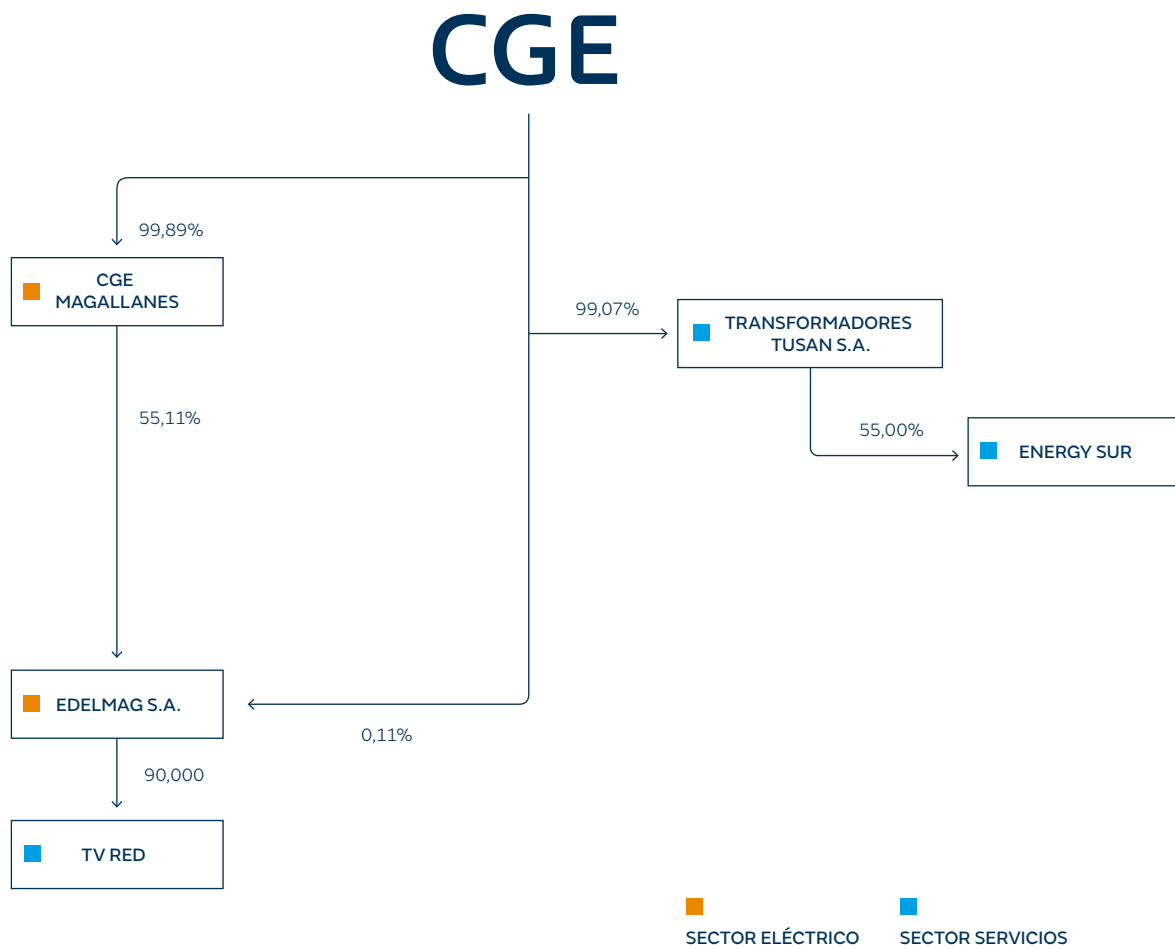 CGE
99,89%
CGE
MAGALLANES
99,07%
TRANSFORMADORES
TUSAN S.A.
55,11%
55,00%
ENERGY SUR
EDELMAG S.A.
0,11%
90,000
TV RED
SECTOR ELÉCTRICO
SECTOR SERVICIOS